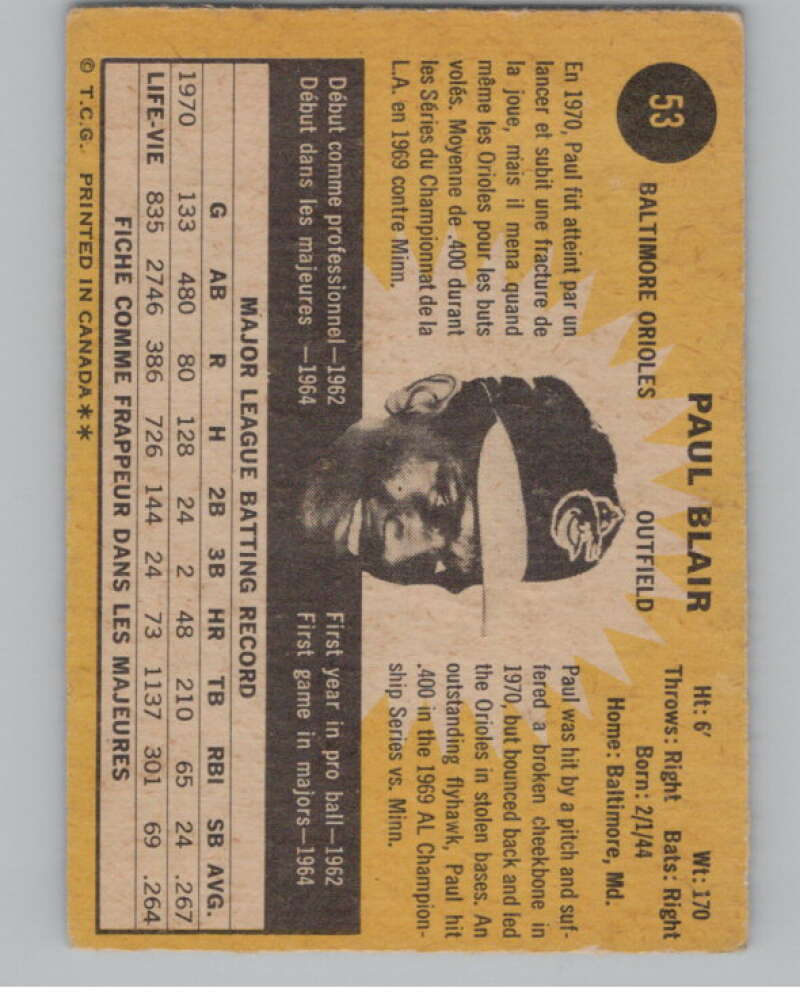 53
PAUL BLAIR
BALTIMORE ORIOLES OUTFIELD
Ht: 6' Wt: 170
Throws: Right Bats: Right
Born: 2/1/44
Home: Baltimore, Md.
En 1970, Paul fût atteint par un
lancer et subit une fracture de
la joue, mais il mena quand
même les Orioles pour les buts
volés. Moyenne de .400 durant
les Séries du Championnat de la
L.A. en 1969 contre Minn.
Paul was hit by a pitch and suf-
fered a broken cheekbone in
1970, but bounced back and led
the Orioles in stolen bases. An
outstanding flyhawk, Paul hit
.400 in the 1969 AL Champion-
ship Series vs. Minn.
Début comme professionnel—1962
Début dans les majeures —1964
First year in pro ball—1962
First game in majors—1964
MAJOR LEAGUE BATTING RECORD
G AB R H 2B 3B HR TB RBI SB AVG.
1970 133 480 80 128 24 2 48 210 65 24 .267
LIFE-VIE 835 2746 386 726 144 24 73 1137 301 69 .264
FICHE COMME FRAPPEUR DANS LES MAJEURES
© T.C.G. PRINTED IN CANADA**